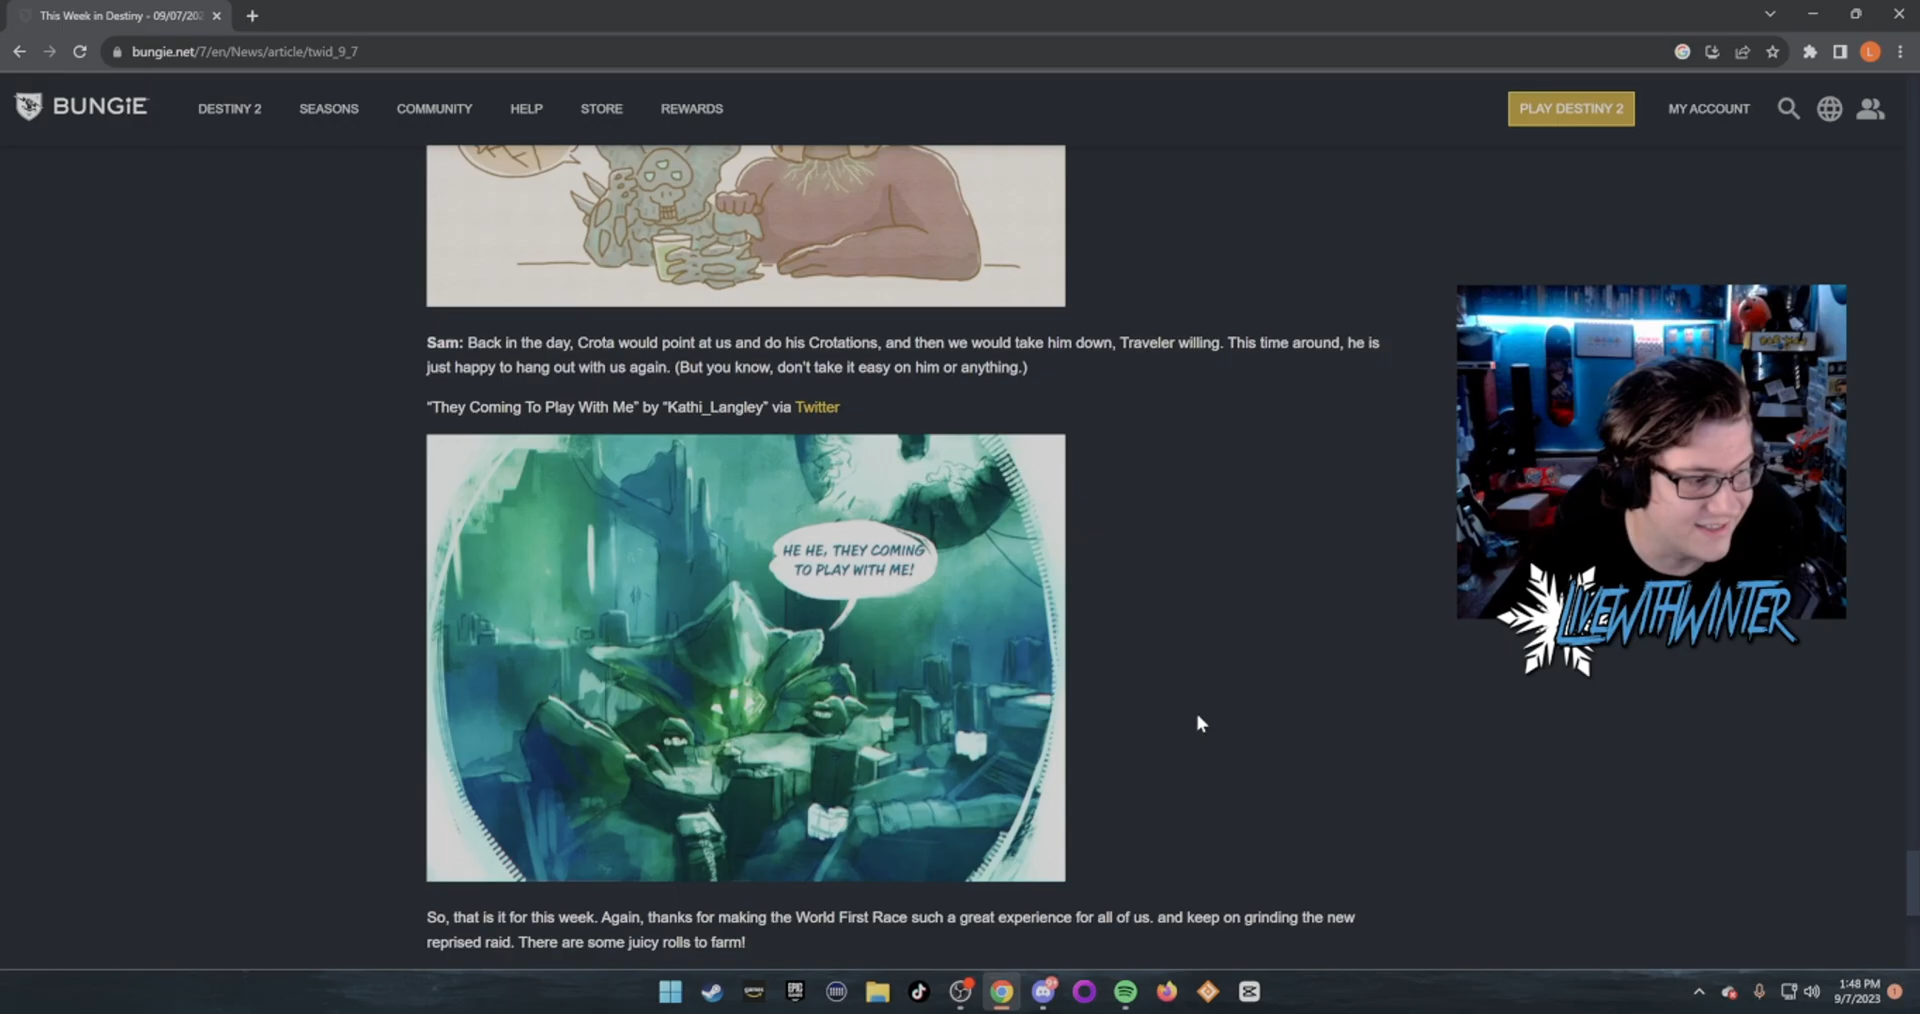 This Week in Destiny - 09/07/202
bungie.net/7/en/News/article/twid_9_7
L
BUNGiE
DESTINY 2
SEASONS
COMMUNITY
HELP
STORE
REWARDS
PLAY DESTINY 2
MY ACCOUNT
Sam: Back in the day, Crota would point at us and do his Crotations, and then we would take him down, Traveler willing. This time around, he is
just happy to hang out with us again. (But you know, don't take it easy on him or anything.)
“They Coming To Play With Me” by “Kathi_Langley” via Twitter
HE HE, THEY COMING
TO PLAY WITH ME!
LIVEWITHWINTER
So, that is it for this week. Again, thanks for making the World First Race such a great experience for all of us. and keep on grinding the new
reprised raid. There are some juicy rolls to farm!
1:48 PM
9/7/2023
1